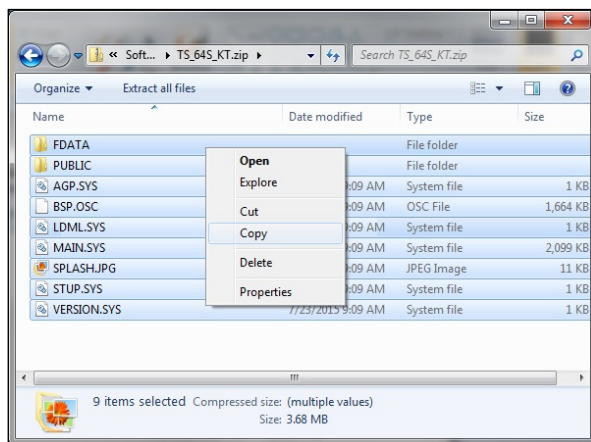 « Soft... ▸ TS_64S_KT.zip ▸ Search TS_64S_KT.zip
Organize ▾ Extract all files
Name Date modified Type Size
FDATA File folder
PUBLIC Open File folder
AGP.SYS Explore 9:09 AM System file 1 KB
BSP.OSC Cut 9:09 AM OSC File 1,664 KB
LDML.SYS 9:09 AM System file 1 KB
MAIN.SYS Copy 9:09 AM System file 2,099 KB
SPLASH.JPG Delete 9:09 AM JPEG Image 11 KB
STUP.SYS Properties 9:09 AM System file 1 KB
VERSION.SYS 7/23/2015 9:09 AM System file 1 KB
9 items selected Compressed size: (multiple values)
Size: 3.68 MB